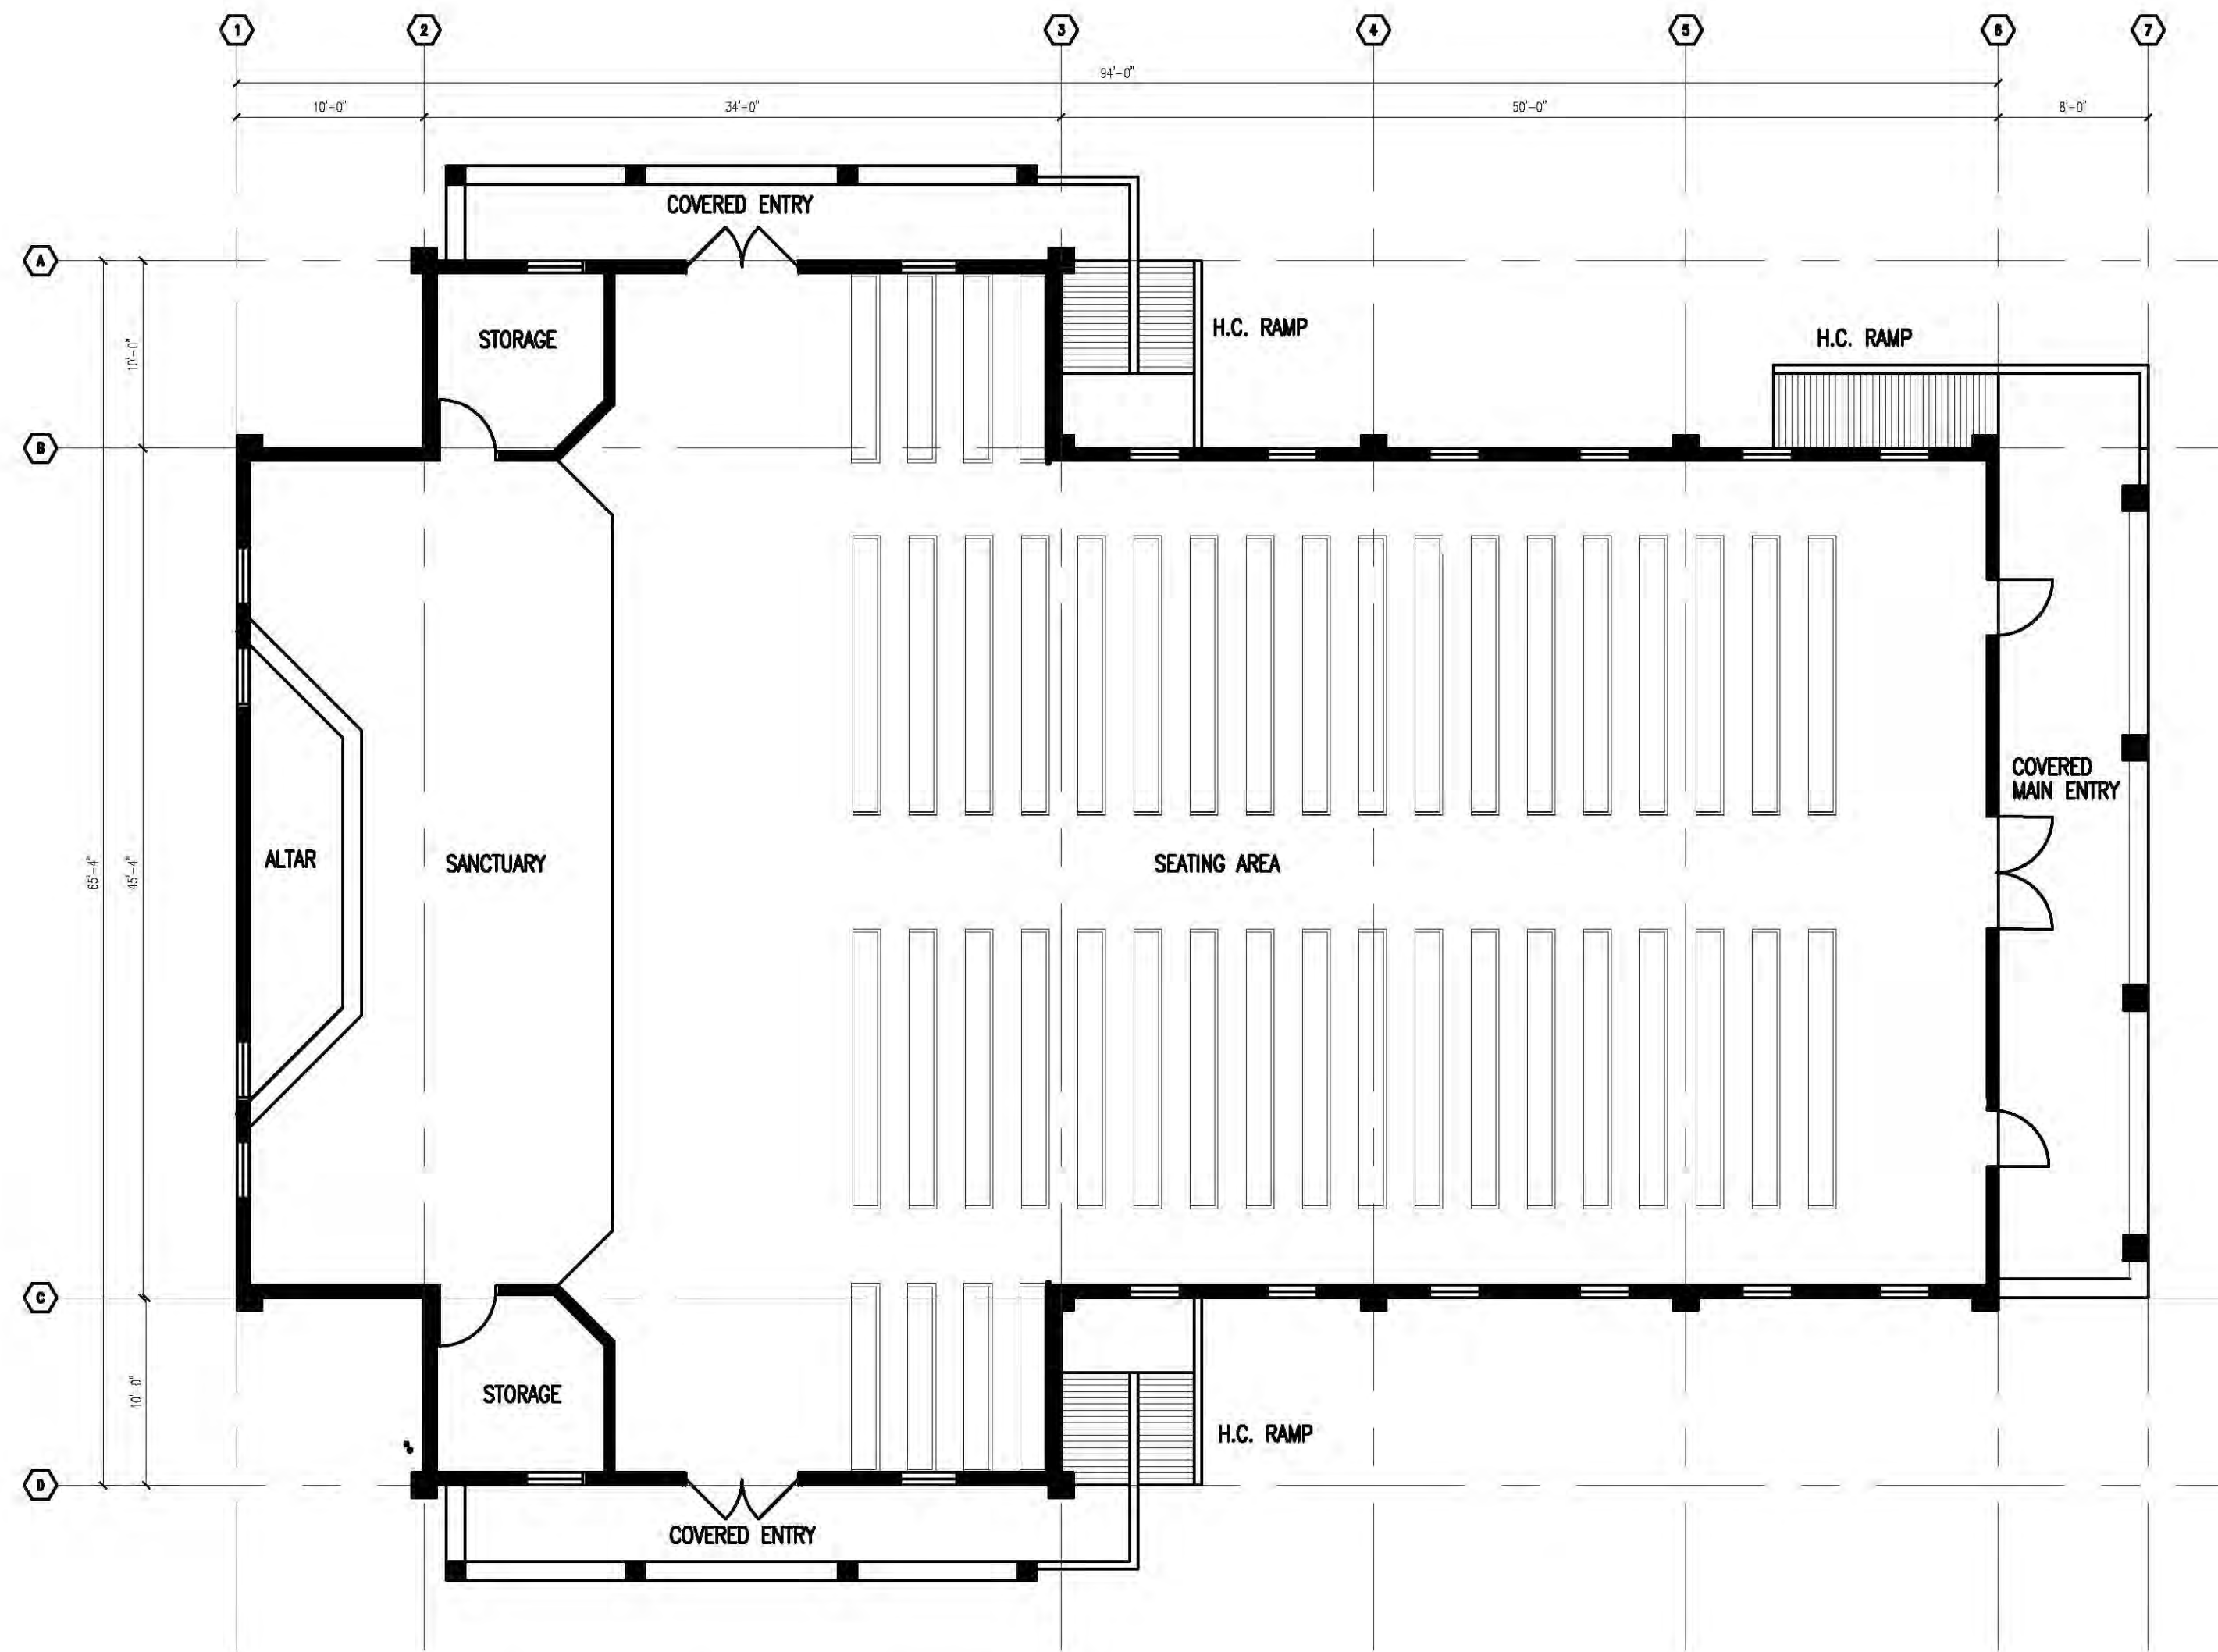 1
2
3
4
5
6
7
94'-0"
10'-0"
34'-0"
50'-0"
8'-0"
COVERED ENTRY
A
STORAGE
H.C. RAMP
H.C. RAMP
10'-0"
B
COVERED
MAIN ENTRY
ALTAR
SANCTUARY
SEATING AREA
65'-4"
45'-4"
C
10'-0"
STORAGE
H.C. RAMP
D
COVERED ENTRY